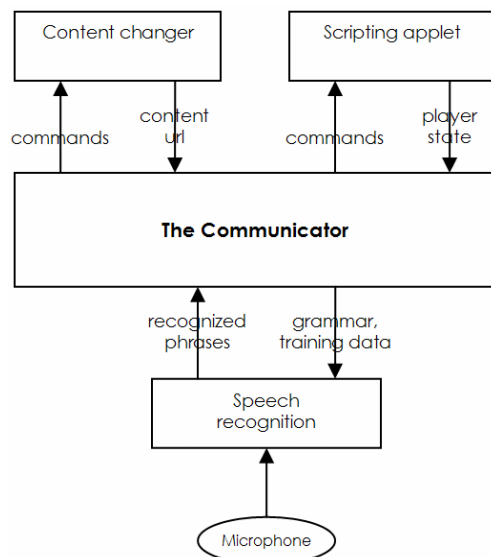 Content changer
Scripting applet
commands
content
url
commands
player
state
The Communicator
recognized
phrases
grammar,
training data
Speech
recognition
Microphone